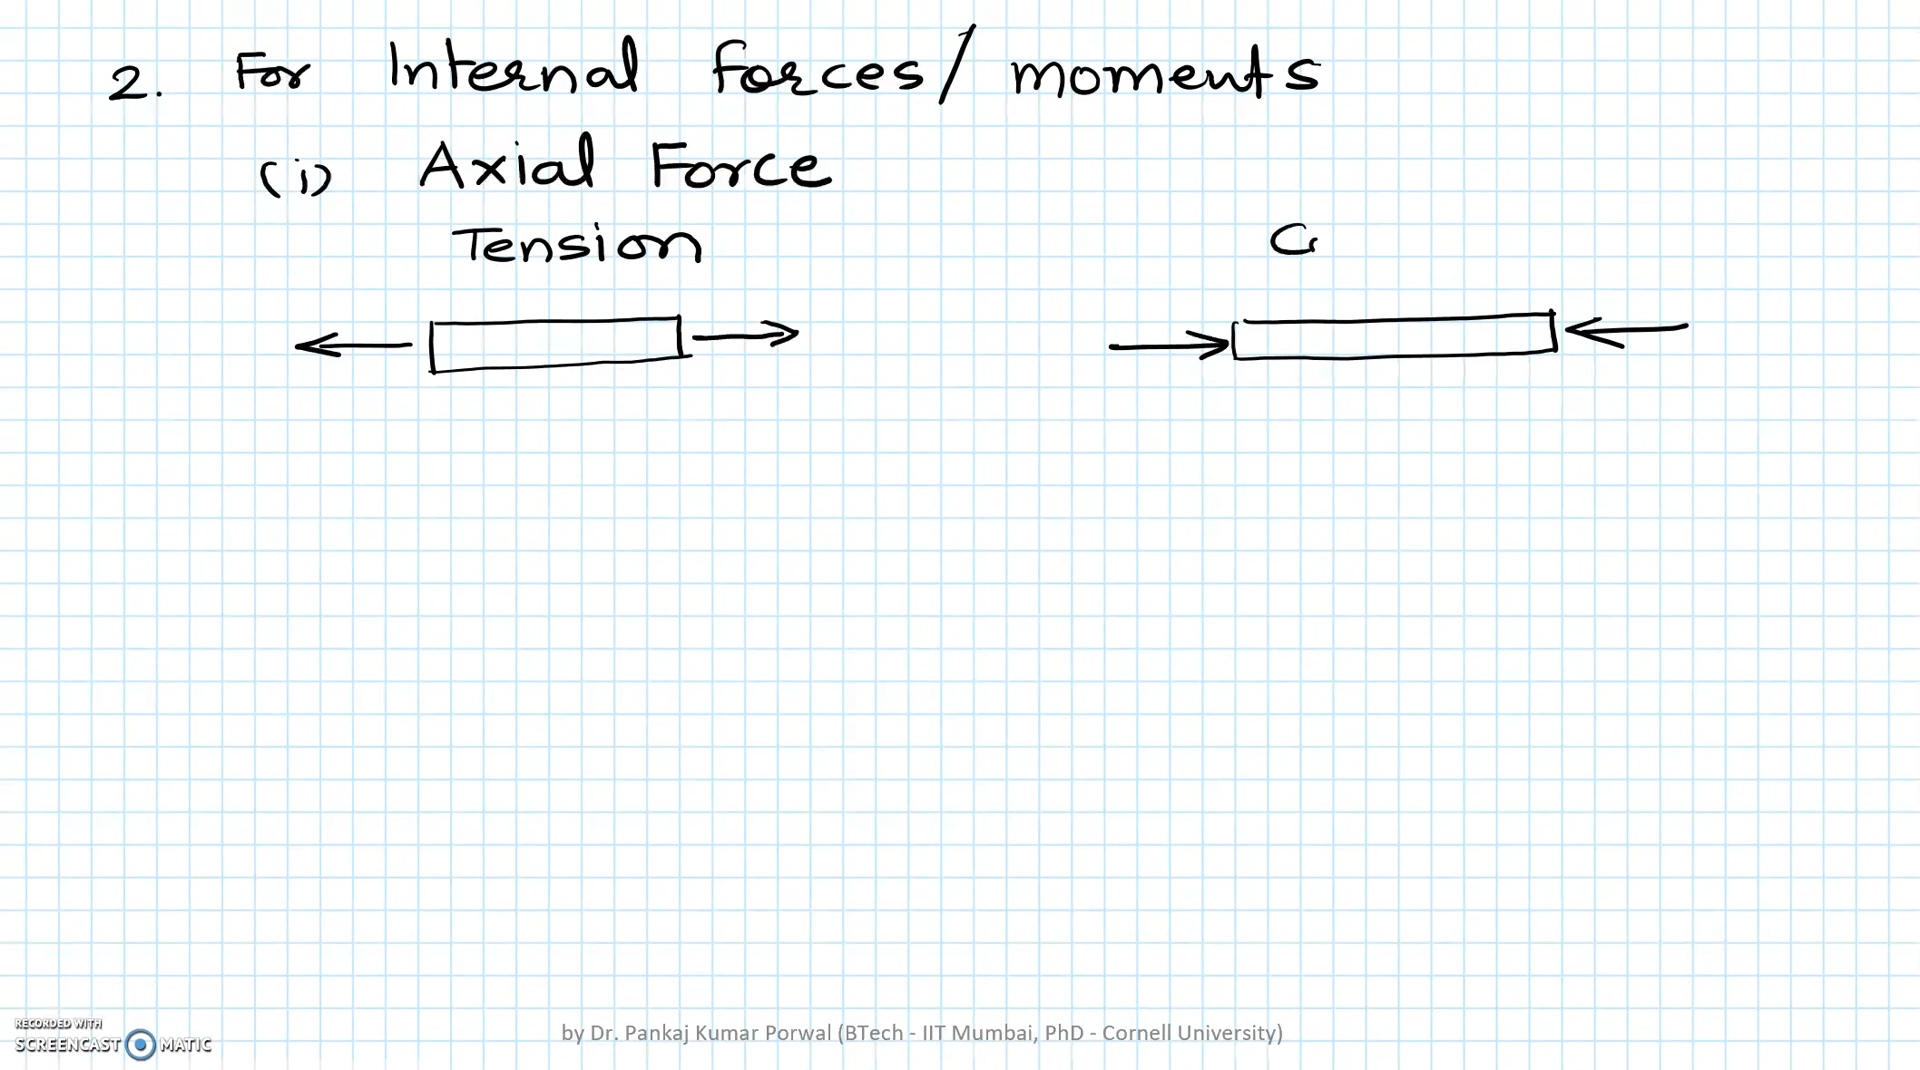 2. For Internal forces/moments
(i) Axial Force
Tension
by Dr. Pankaj Kumar Porwal (BTech - IIT Mumbai, PhD - Cornell University)
RECORDED WITH
SCREENCAST MATIC